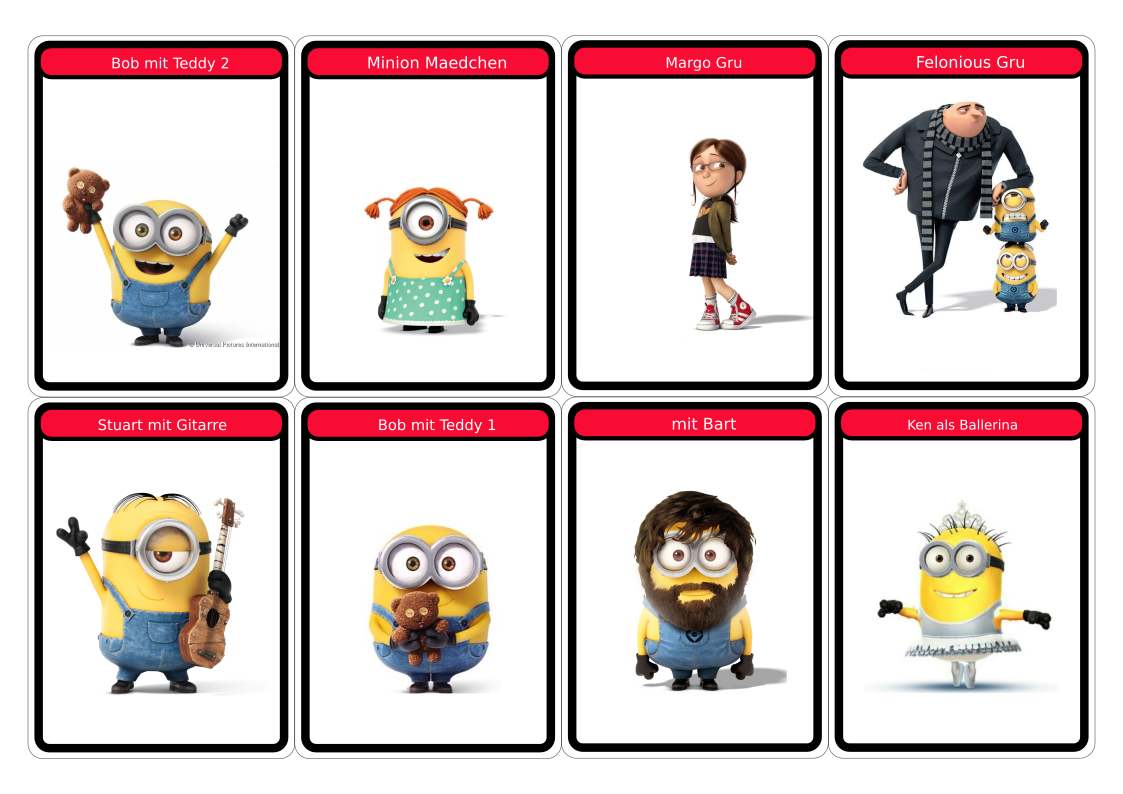 Bob mit Teddy 2
Minion Maedchen
Margo Gru
Felonious Gru
© Universal Pictures International
Stuart mit Gitarre
Bob mit Teddy 1
mit Bart
Ken als Ballerina